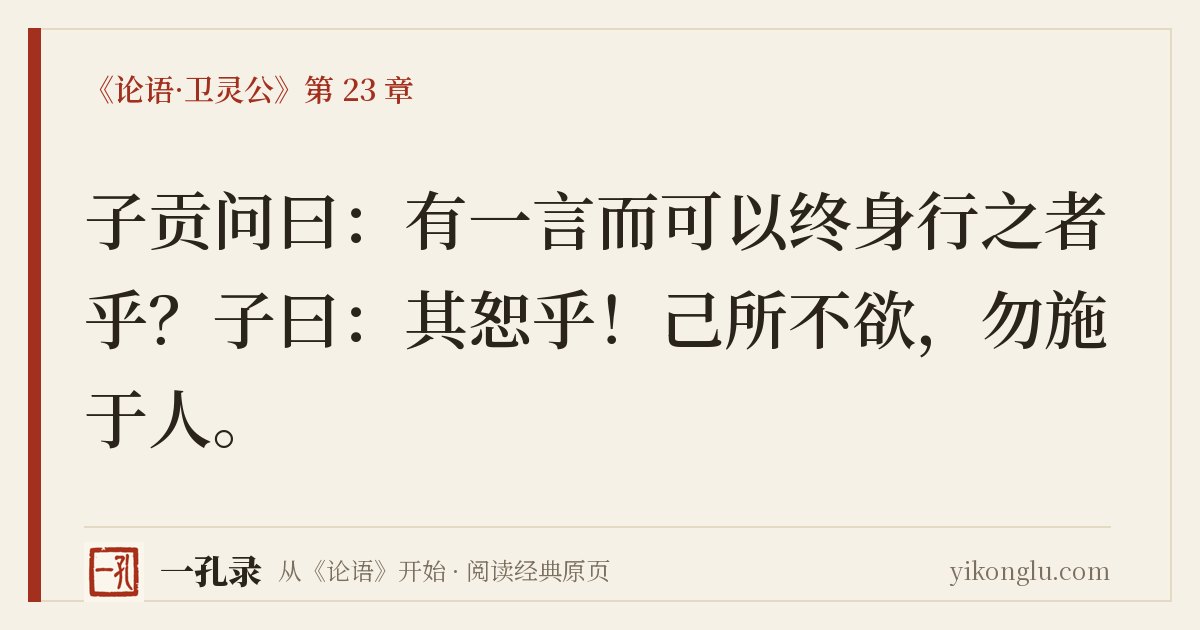 《论语·卫灵公》第 23 章
子贡问曰：有一言而可以终身行之者
乎？子曰：其恕乎！己所不欲，勿施
于人。
一孔
一孔录 从《论语》开始 · 阅读经典原页
yikonglu.com